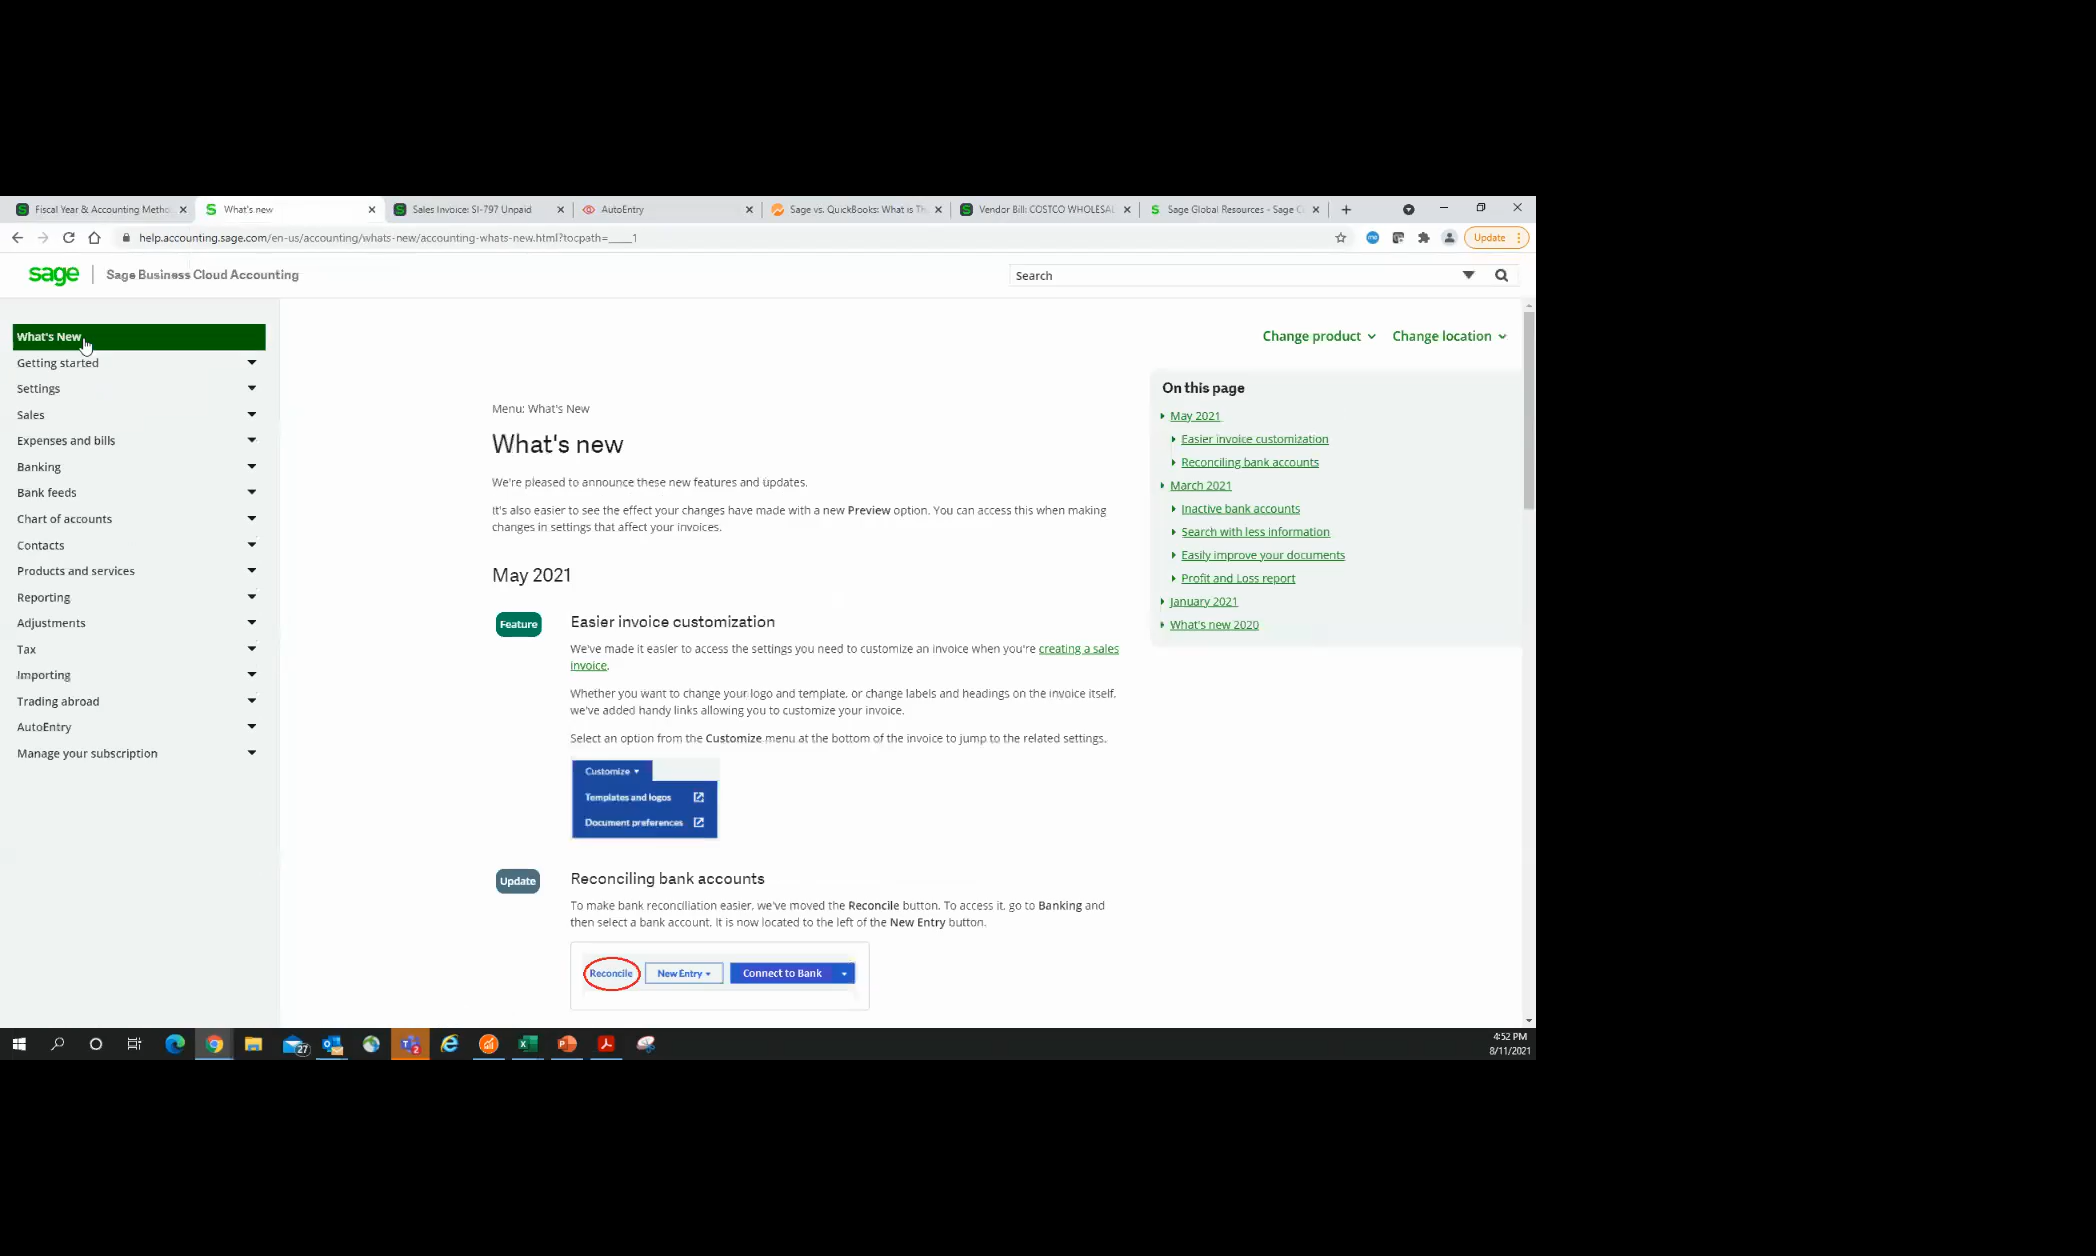 Fiscal Year & Accounting Metho
What's new
Sales Invoice: SI-797 Unpaid
AutoEntry
Sage vs. QuickBooks: What is Th
Vendor Bill: COSTCO WHOLESAL
Sage Global Resources - Sage C
help.accounting.sage.com/en-us/accounting/whats-new/accounting-whats-new.html?tocpath=_____1
Update
sage
Sage Business Cloud Accounting
Search
What's New
Getting started
Settings
Sales
Expenses and bills
Banking
Bank feeds
Chart of accounts
Contacts
Products and services
Reporting
Adjustments
Tax
Importing
Trading abroad
AutoEntry
Manage your subscription
Change product
Change location
Menu: What's New
What's new
We're pleased to announce these new features and updates.
It's also easier to see the effect your changes have made with a new Preview option. You can access this when making
changes in settings that affect your invoices.
May 2021
Feature
Easier invoice customization
We've made it easier to access the settings you need to customize an invoice when you're creating a sales
invoice.
Whether you want to change your logo and template, or change labels and headings on the invoice itself,
we've added handy links allowing you to customize your invoice.
Select an option from the Customize menu at the bottom of the invoice to jump to the related settings.
Customize
Templates and logos
Document preferences
Update
Reconciling bank accounts
To make bank reconciliation easier, we've moved the Reconcile button. To access it, go to Banking and
then select a bank account. It is now located to the left of the New Entry button.
Reconcile
New Entry
Connect to Bank
On this page
May 2021
Easier invoice customization
Reconciling bank accounts
March 2021
Inactive bank accounts
Search with less information
Easily improve your documents
Profit and Loss report
January 2021
What's new 2020
27
2
4:52 PM
8/11/2021